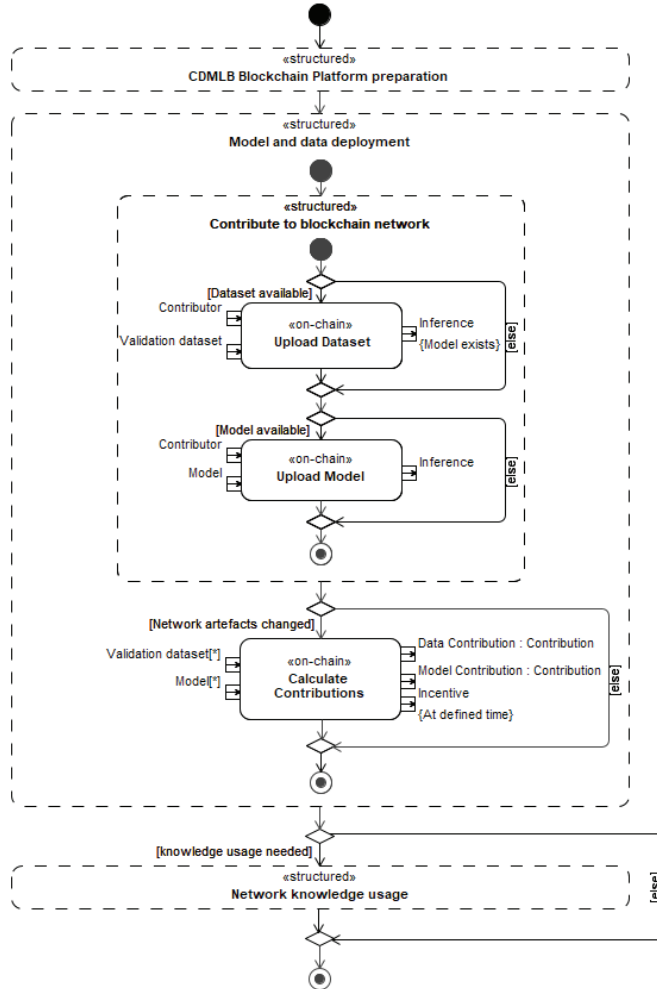 «structured»
CDMLB Blockchain Platform preparation
«structured»
Model and data deployment
«structured»
Contribute to blockchain network
[Dataset available]
Contributor
Validation dataset
«on-chain»
Upload Dataset
Inference
{Model exists}
[else]
[Model available]
Contributor
Model
«on-chain»
Upload Model
Inference
[else]
[Network artefacts changed]
Validation dataset[*]
Model[*]
«on-chain»
Calculate
Contributions
Data Contribution : Contribution
Model Contribution : Contribution
Incentive
{At defined time}
[else]
[knowledge usage needed]
«structured»
Network knowledge usage
[else]